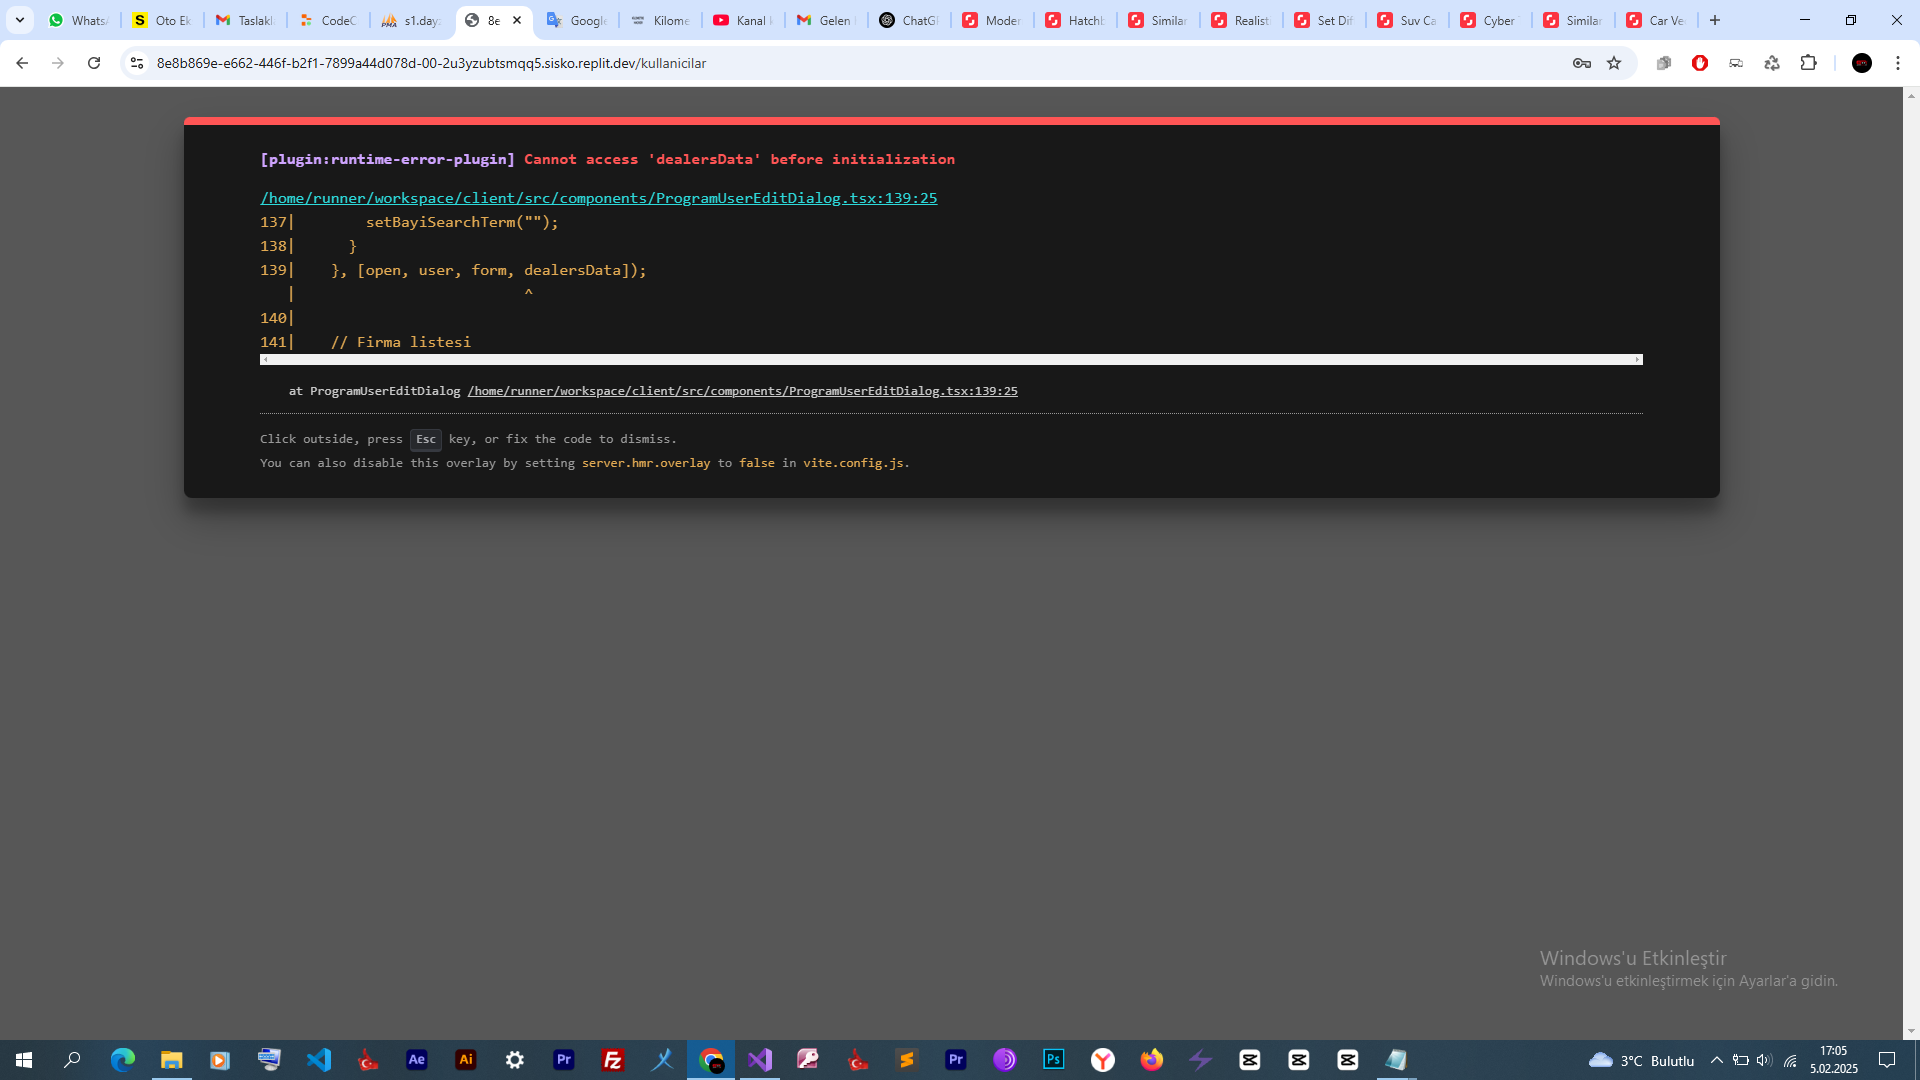 Whats
Oto Ek
Taslakl
CodeC
s1.dayz
8e
Google
Kilome
Kanal i
Gelen
ChatG
Moder
Hatchb
Similar
Realist
Set Dif
Suv Ca
Cyber
Similar
Car Ve
8e8b869e-e662-446f-b2f1-7899a44d078d-00-2u3yzubtsmqq5.sisko.replit.dev/kullanicilar
[plugin:runtime-error-plugin] Cannot access 'dealersData' before initialization
/home/runner/workspace/client/src/components/ProgramUserEditDialog.tsx:139:25
137| setBayiSearchTerm("");
138| }
139| }, [open, user, form, dealersData]);
| ^
140|
141| // Firma listesi
at ProgramUserEditDialog /home/runner/workspace/client/src/components/ProgramUserEditDialog.tsx:139:25
Click outside, press Esc key, or fix the code to dismiss.
You can also disable this overlay by setting server.hmr.overlay to false in vite.config.js.
Windows'u Etkinleştir
Windows'u etkinleştirmek için Ayarlar'a gidin.
3°C Bulutlu
17:05
5.02.2025